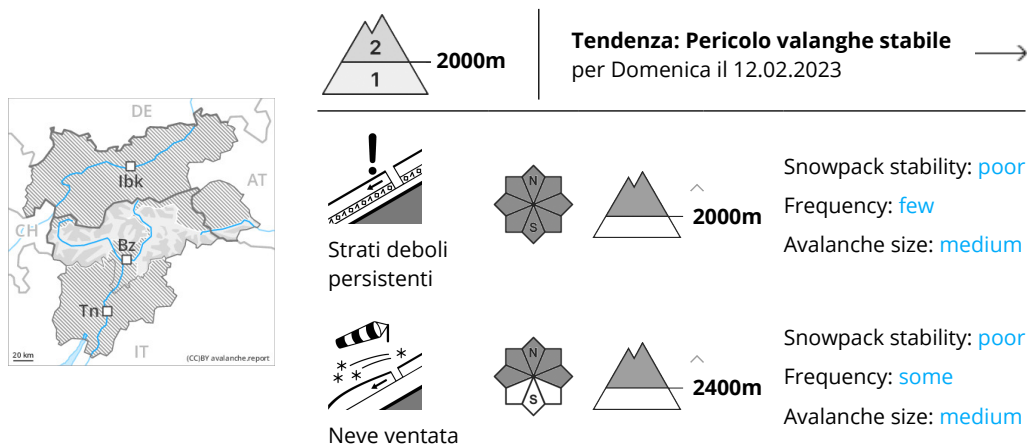 2
1
2000m
Tendenza: Pericolo valanghe stabile
per Domenica il 12.02.2023
DE
AT
Ibk
CH
Bz
Tn
IT
20 km
(CC)BY avalanche.report
Strati deboli
persistenti
N
S
2000m
Snowpack stability: poor
Frequency: few
Avalanche size: medium
Neve ventata
N
S
2400m
Snowpack stability: poor
Frequency: some
Avalanche size: medium